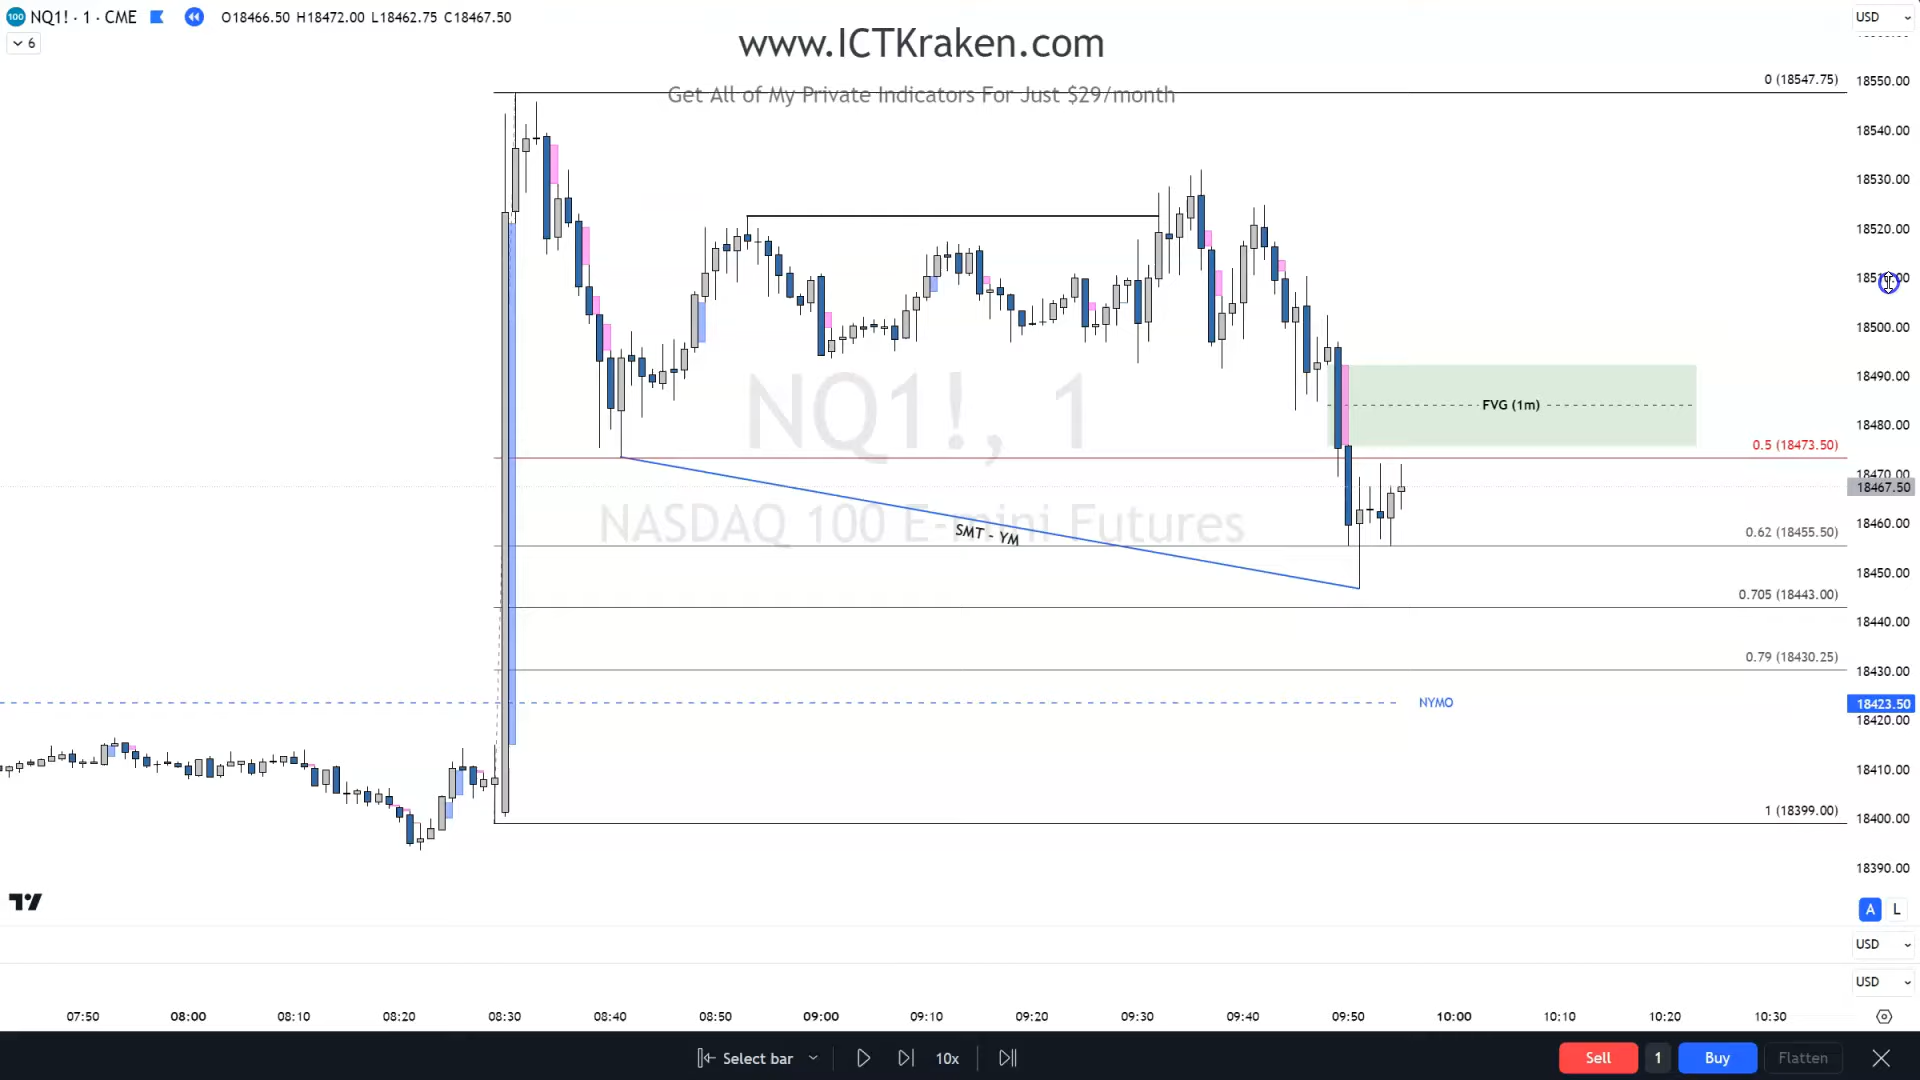 100 NQ1! · 1 · CME O18466.50 H18472.00 L18462.75 C18467.50
6
www.ICTKraken.com
Get All of My Private Indicators For Just $29/month
USD
0 (18547.75)
18550.00
18540.00
18530.00
18520.00
18500.00
18490.00
FVG (1m)
18480.00
0.5 (18473.50)
18470.00
18467.50
NQ1!, 1
NASDAQ 100 E-mini Futures
SMT - YM
18460.00
0.62 (18455.50)
18450.00
0.705 (18443.00)
18440.00
0.79 (18430.25)
18430.00
NYMO
18423.50
18420.00
18410.00
1 (18399.00)
18400.00
18390.00
A L
USD
USD
07:50 08:00 08:10 08:20 08:30 08:40 08:50 09:00 09:10 09:20 09:30 09:40 09:50 10:00 10:10 10:20 10:30
Select bar 10x Sell 1 Buy Flatten